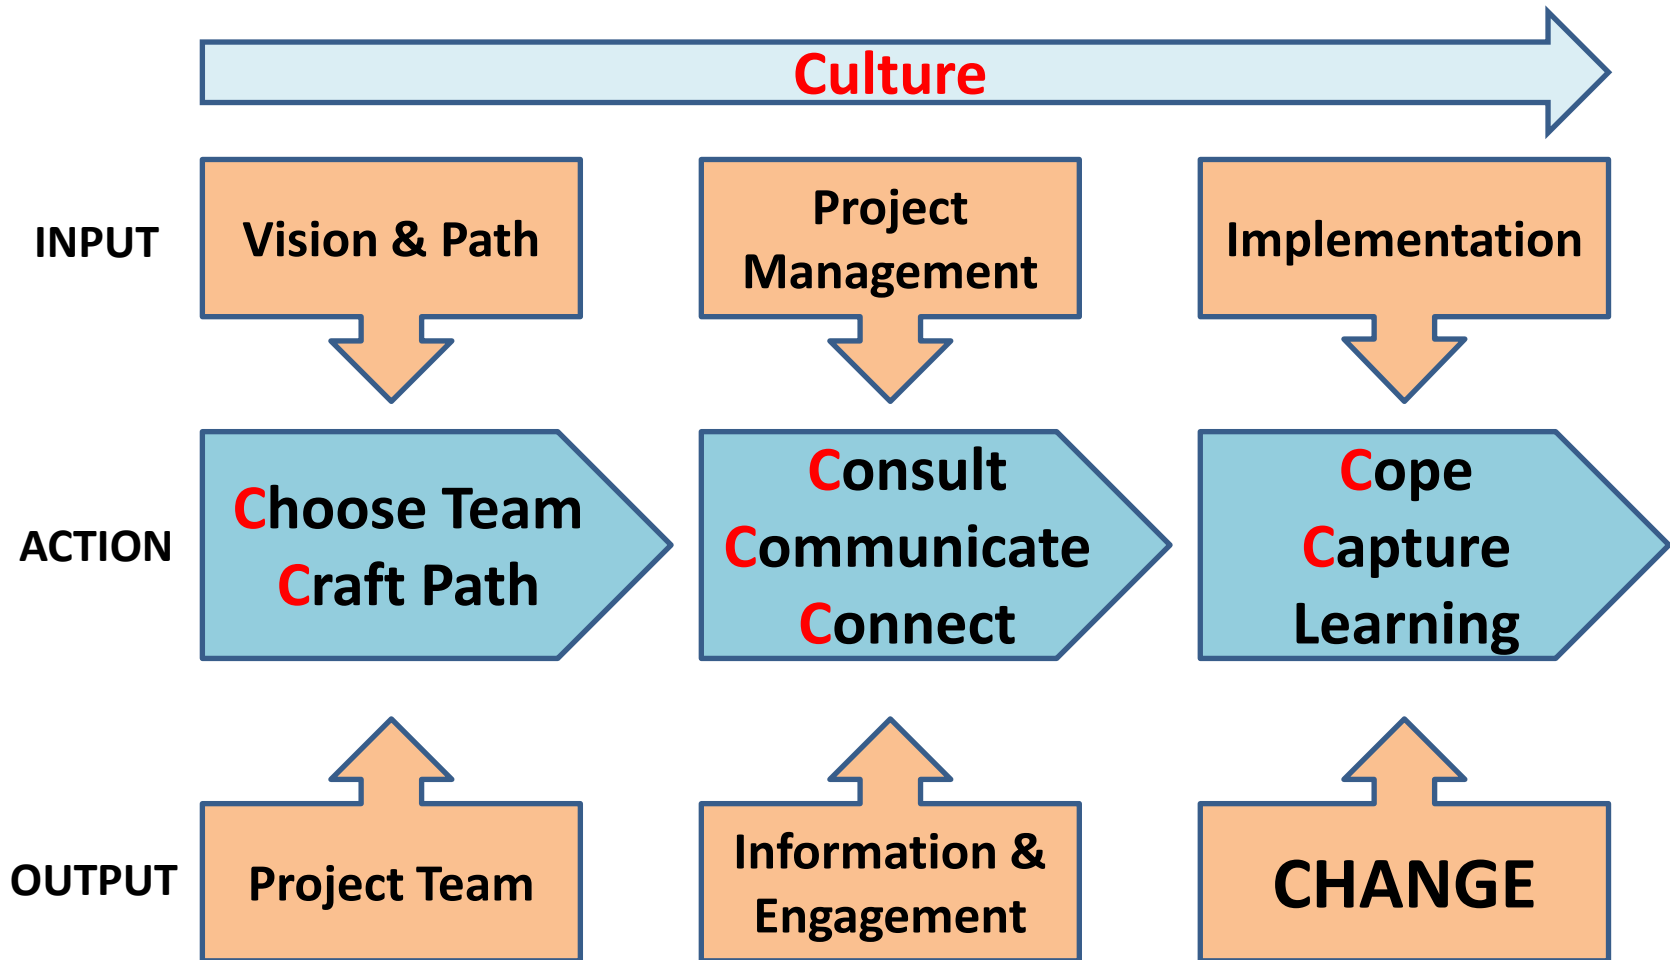 Culture
INPUT
Vision & Path
Project
Management
Implementation
ACTION
Choose Team
Craft Path
Consult
Communicate
Connect
Cope
Capture
Learning
OUTPUT
Project Team
Information &
Engagement
CHANGE